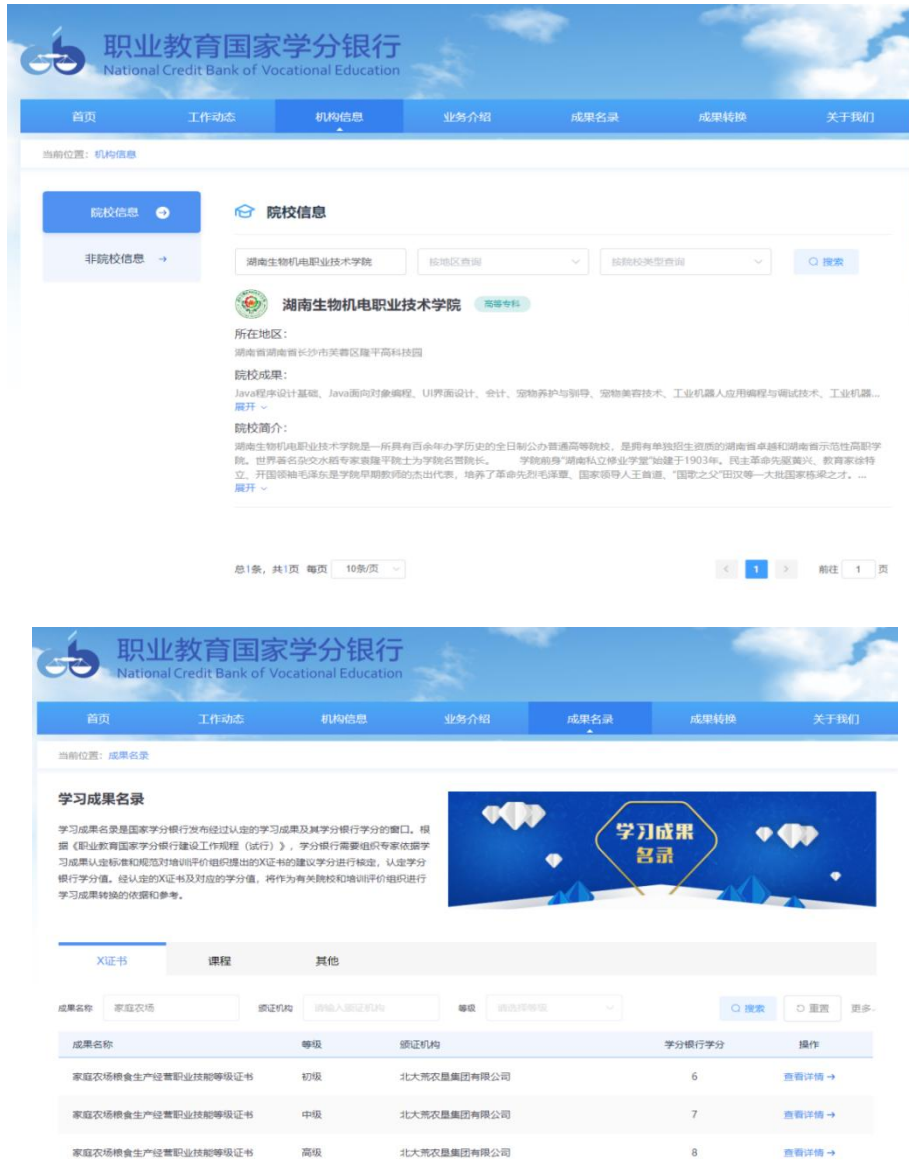 职业教育国家学分银行
National Credit Bank of Vocational Education
首页 工作动态 机构信息 业务介绍 成果名录 成果转换 关于我们
当前位置：机构信息
院校信息
非院校信息 →
院校信息
湖南生物机电职业技术学院 按地区查询 按院校类型查询 搜索
湖南生物机电职业技术学院 高等专科
所在地区：
湖南省湖南省长沙市芙蓉区隆平高科技园
院校成果：
Java程序设计基础、Java面向对象编程、UI界面设计、会计、宠物养护与驯导、宠物美容技术、工业机器人应用编程与调试技术、工业机器...
展开
院校简介：
湖南生物机电职业技术学院是一所具有百余年办学历史的全日制公办普通高等院校，是拥有单独招生资质的湖南省卓越和湖南省示范性高职学
院。世界著名杂交水稻专家袁隆平院士为学院名誉院长。 学院前身“湖南私立修业学堂”始建于1903年。民主革命先驱黄兴、教育家徐特
立、开国领袖毛泽东是学院早期教师的杰出代表，培养了革命先烈毛泽覃、国家领导人王首道、“国歌之父”田汉等一大批国家栋梁之才。...
展开
总1条，共1页 每页 10条/页 < 1 > 前往 1 页
职业教育国家学分银行
National Credit Bank of Vocational Education
首页 工作动态 机构信息 业务介绍 成果名录 成果转换 关于我们
当前位置：成果名录
学习成果名录
学习成果名录是国家学分银行发布经过认定的学习成果及其学分银行学分的窗口。根
据《职业教育国家学分银行建设工作规程（试行）》，学分银行需要组织专家依据学
习成果认定标准和规范对培训评价组织提出的X证书的建议学分进行核定，认定学分
银行学分值。经认定的X证书及对应的学分值，将作为有关院校和培训评价组织进行
学习成果转换的依据和参考。
学习成果
名录
X证书 课程 其他
成果名称 家庭农场 颁证机构 请输入颁证机构 等级 请选择等级 搜索 重置 更多
成果名称 等级 颁证机构 学分银行学分 操作
家庭农场粮食生产经营职业技能等级证书 初级 北大荒农垦集团有限公司 6 查看详情→
家庭农场粮食生产经营职业技能等级证书 中级 北大荒农垦集团有限公司 7 查看详情→
家庭农场粮食生产经营职业技能等级证书 高级 北大荒农垦集团有限公司 8 查看详情→